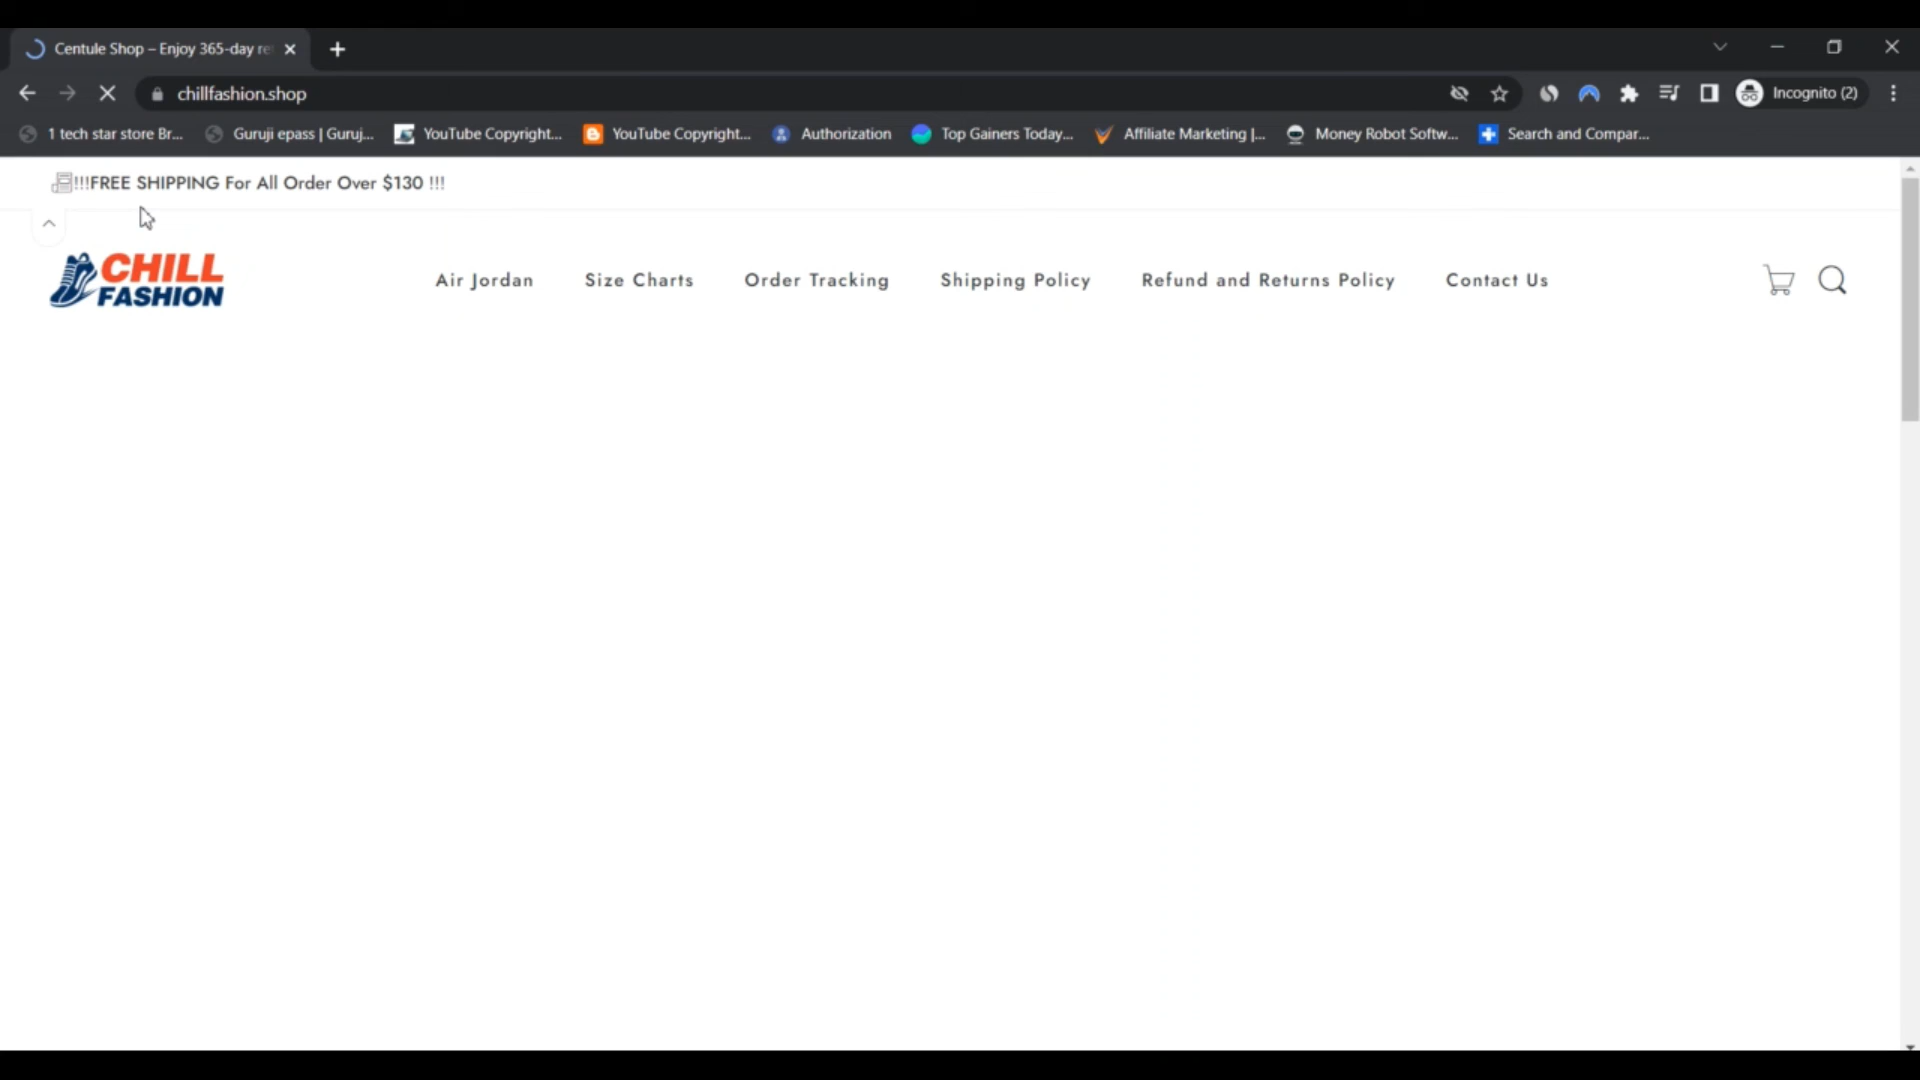 Centule Shop – Enjoy 365-day re
chillfashion.shop
Incognito (2)
1 tech star store Br...
Guruji epass | Guruj...
YouTube Copyright...
YouTube Copyright...
Authorization
Top Gainers Today...
Affiliate Marketing |...
Money Robot Softw...
Search and Compar...
!!!FREE SHIPPING For All Order Over $130 !!!
CHILL
FASHION
Air Jordan
Size Charts
Order Tracking
Shipping Policy
Refund and Returns Policy
Contact Us